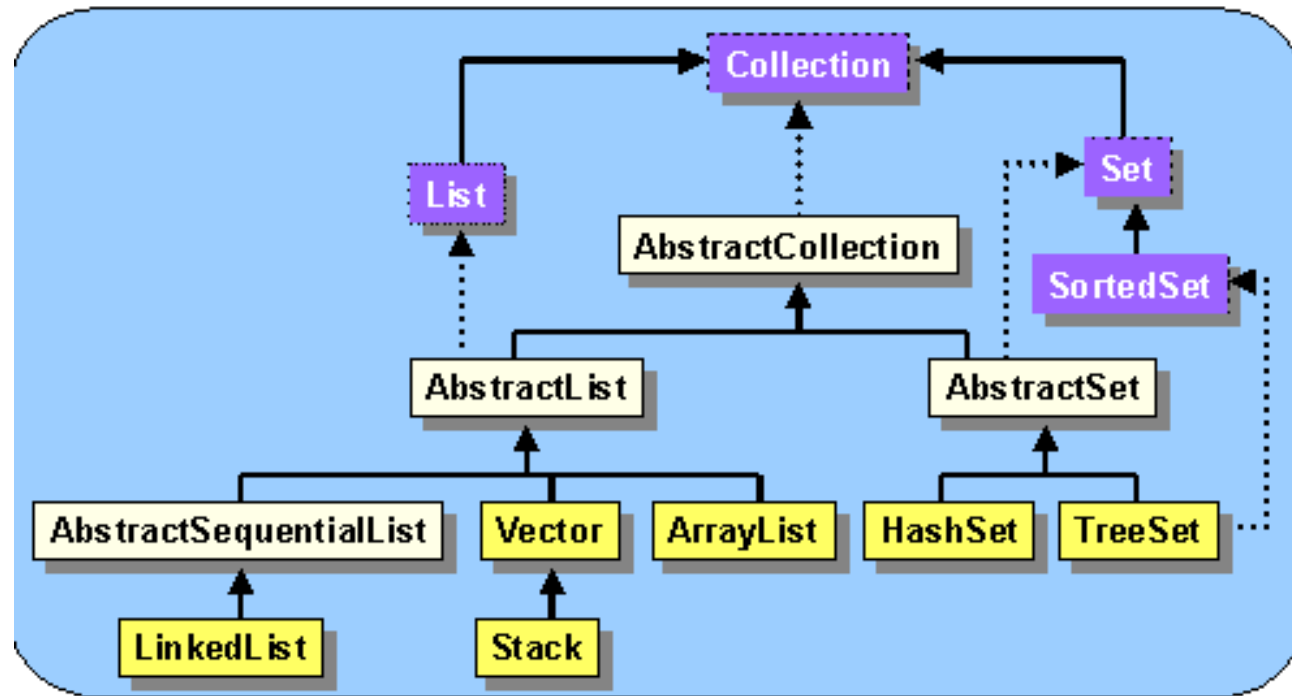 Collection
List
Set
AbstractCollection
SortedSet
AbstractList
AbstractSet
AbstractSequentialList
Vector
ArrayList
HashSet
TreeSet
LinkedList
Stack